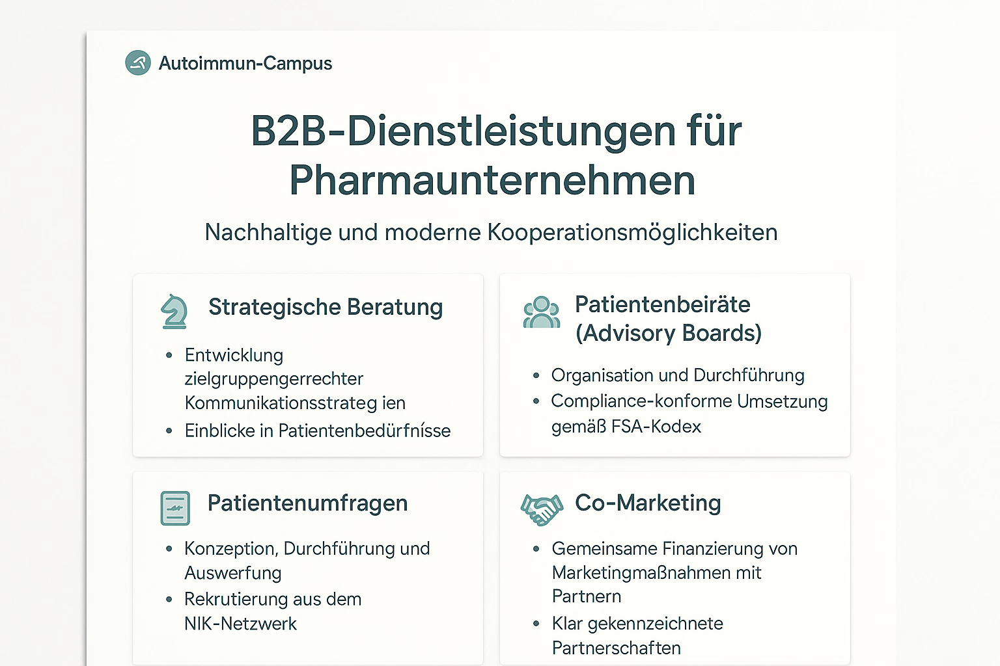 Autoimmun-Campus
B2B-Dienstleistungen für
Pharmaunternehmen
Nachhaltige und moderne Kooperationsmöglichkeiten
Strategische Beratung
• Entwicklung
zielgruppengerrechter
Kommunikationsstrateg ien
• Einblicke in Patientenbedürfnísse
Patientenbeiräte
(Advisory Boards)
• Organisation und Durchführung
• Compliance-konforme Umsetzung
gemäß FSA-Kodex
Patientenumfragen
• Konzeption, Durchführung und
Auswerfung
• Rekrutierung aus dem
NIK-Netzwerk
Co-Marketing
• Gemeinsame Finanzierung von
Marketingmaßnahmen mit
Partnern
• Klar gekennzeichnete
Partnerschaften